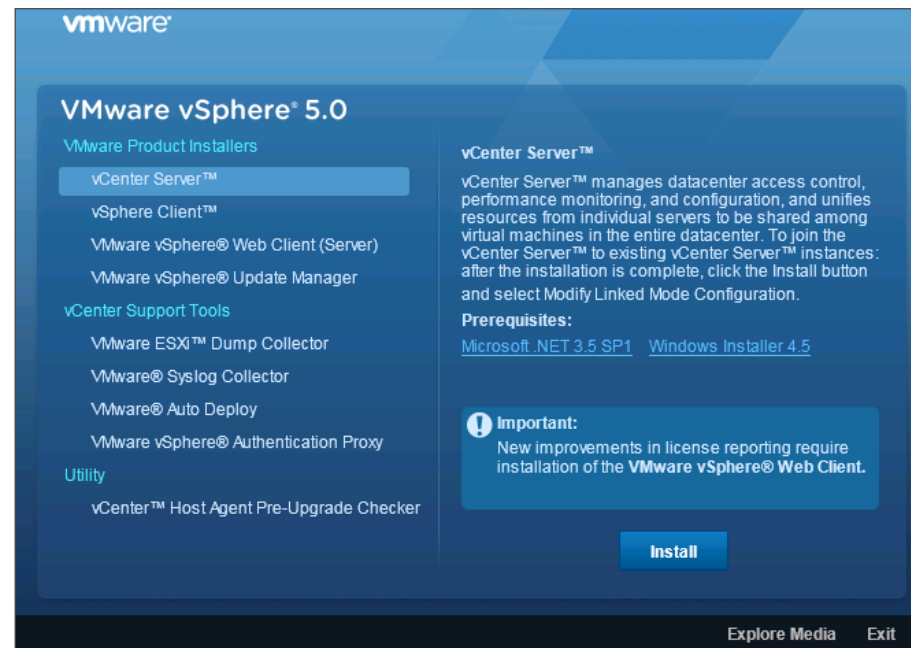 vmware®
VMware vSphere® 5.0
VMware Product Installers
vCenter Server™
vSphere Client™
VMware vSphere® Web Client (Server)
VMware vSphere® Update Manager
vCenter Support Tools
VMware ESXi™ Dump Collector
VMware® Syslog Collector
VMware® Auto Deploy
VMware vSphere® Authentication Proxy
Utility
vCenter™ Host Agent Pre-Upgrade Checker
vCenter Server™
vCenter Server™ manages datacenter access control,
performance monitoring, and configuration, and unifies
resources from individual servers to be shared among
virtual machines in the entire datacenter. To join the
vCenter Server™ to existing vCenter Server™ instances:
after the installation is complete, click the Install button
and select Modify Linked Mode Configuration.
Prerequisites:
Microsoft .NET 3.5 SP1 Windows Installer 4.5
Important:
New improvements in license reporting require
installation of the VMware vSphere® Web Client.
Install
Explore Media Exit